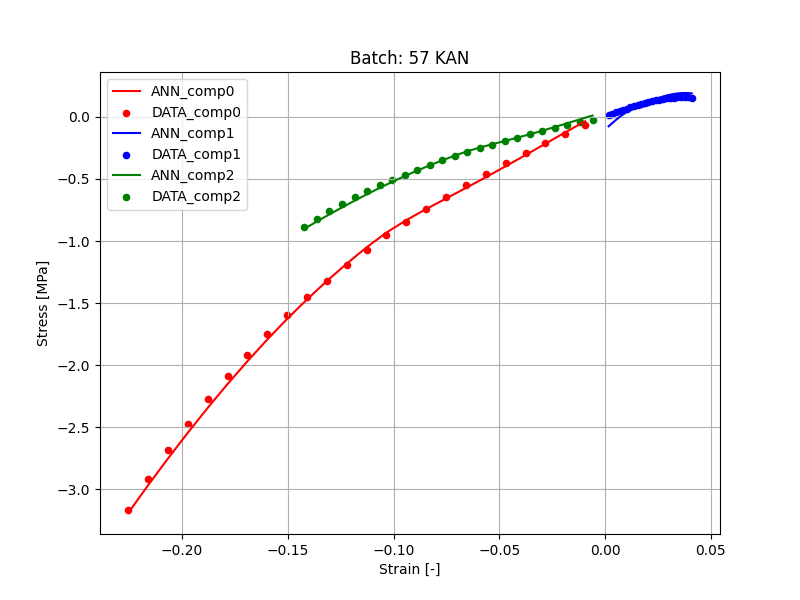 Batch: 57 KAN
ANN_comp0
DATA_comp0
ANN_comp1
DATA_comp1
ANN_comp2
DATA_comp2
Stress [MPa]
0.0
−0.5
−1.0
−1.5
−2.0
−2.5
−3.0
−0.20 −0.15 −0.10 −0.05 0.00 0.05
Strain [-]